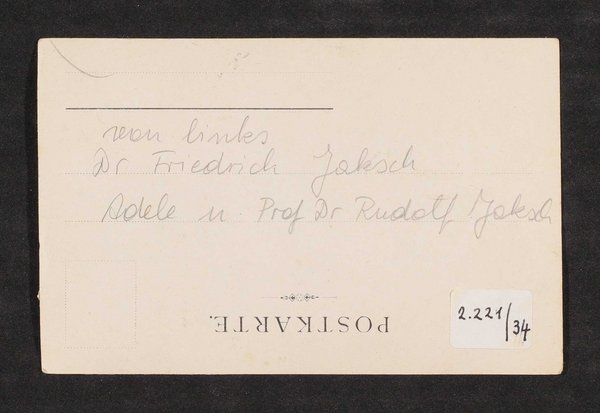 von links
Dr Friedrich Jaksch
Adele u Prof Dr Rudolf Jaksch
POSTKARTE.
2.221/34